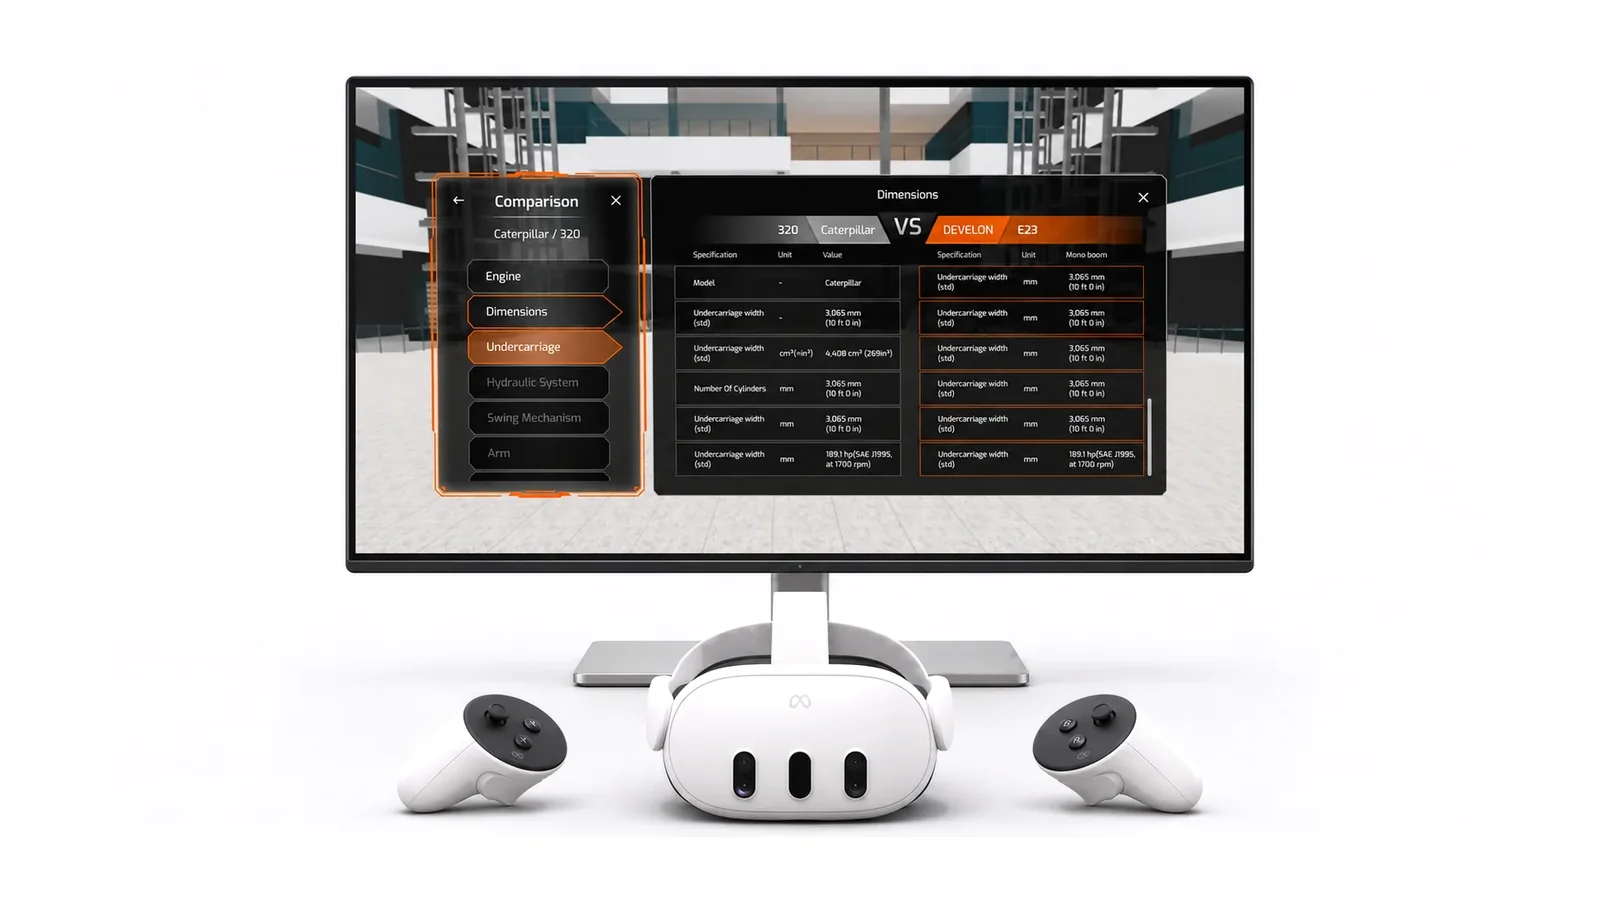 ← Comparison ×
Caterpillar / 320
Engine
Dimensions
Undercarriage
Hydraulic System
Swing Mechanism
Arm
Dimensions ×
320 Caterpillar VS DEVELON E23
Specification Unit Value
Model - Caterpillar
Undercarriage width (std) - 3,065 mm (10 ft 0 in)
Undercarriage width (std) cm³(=in³) 4,408 cm³ (269in³)
Number Of Cylinders mm 3,065 mm (10 ft 0 in)
Undercarriage width (std) mm 3,065 mm (10 ft 0 in)
Undercarriage width (std) mm 189.1 hp(SAE J1995, at 1700 rpm)
Specification Unit Mono boom
Undercarriage width (std) mm 3,065 mm (10 ft 0 in)
Undercarriage width (std) mm 3,065 mm (10 ft 0 in)
Undercarriage width (std) mm 3,065 mm (10 ft 0 in)
Undercarriage width (std) mm 3,065 mm (10 ft 0 in)
Undercarriage width (std) mm 3,065 mm (10 ft 0 in)
Undercarriage width (std) mm 189.1 hp(SAE J1995, at 1700 rpm)